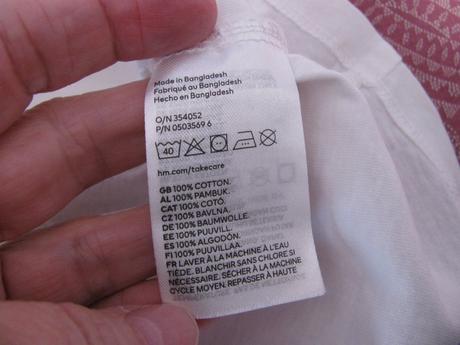 Made in Bangladesh
Fabriqué au Bangladesh
Hecho en Bangladesh
O/N 354052
P/N 0503569 6
40
hm.com/takecare
GB 100% COTTON.
AL 100% PAMBUK.
CAT 100% COTÓ.
CZ 100% BAVLNA.
DE 100% BAUMWOLLE.
EE 100% PUUVILL.
ES 100% ALGODÓN.
FI 100% PUUVILLAA.
FR LAVER À LA MACHINE À L'EAU
TIÈDE. BLANCHIR SANS CHLORE SI
NÉCESSAIRE. SÉCHER À LA MACHINE
CYCLE MOYEN. REPASSER À HAUTE